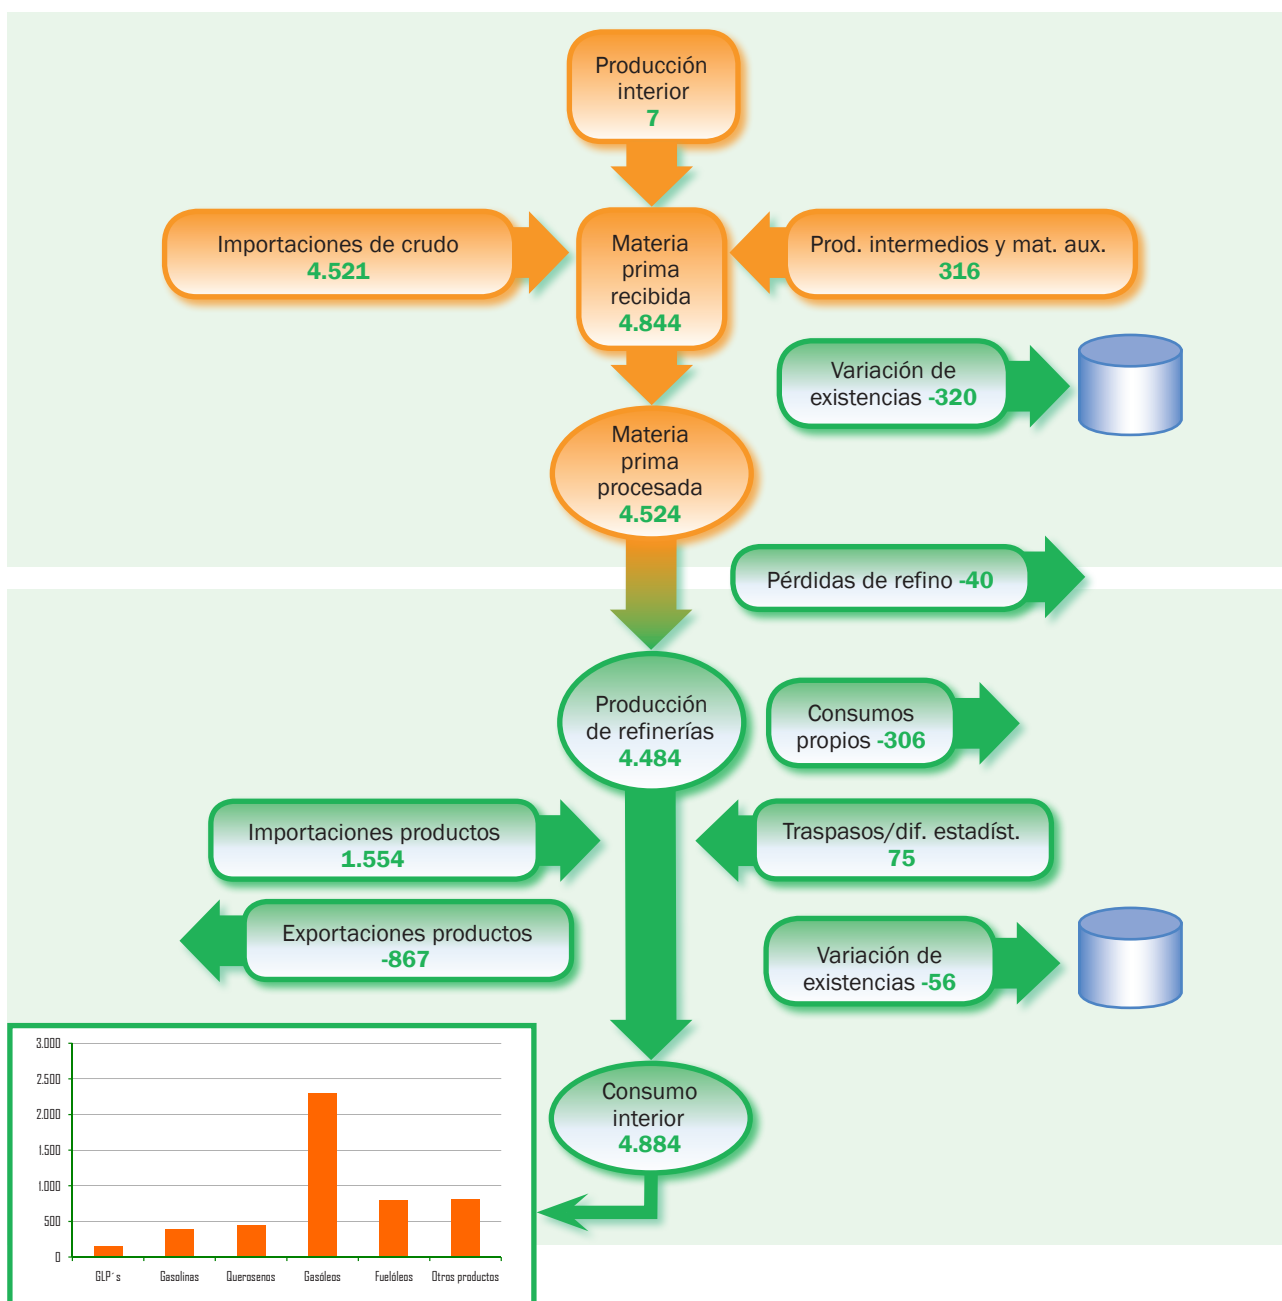 Producción
interior
7
Importaciones de crudo
4.521
Materia
prima
recibida
4.844
Prod. intermedios y mat. aux.
316
Variación de
existencias -320
Materia
prima
procesada
4.524
Pérdidas de refino -40
Producción
de refinerías
4.484
Consumos
propios -306
Importaciones productos
1.554
Traspasos/dif. estadíst.
75
Exportaciones productos
-867
Variación de
existencias -56
Consumo
interior
4.884
3.000
2.500
2.000
1.500
1.000
500
0
GLP´s
Gasolinas
Querosenos
Gasóleos
Fuelóleos
Otros productos